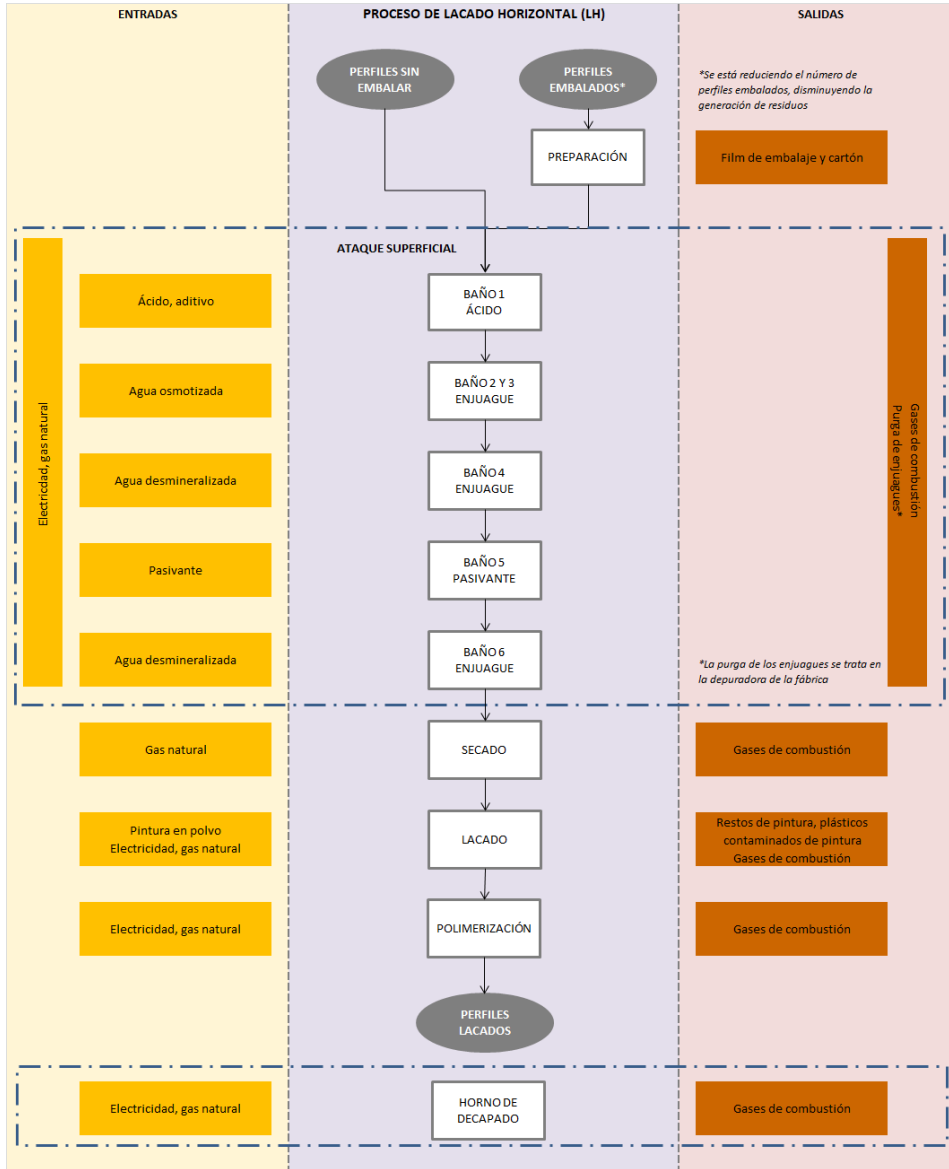 ENTRADAS
PROCESO DE LACADO HORIZONTAL (LH)
SALIDAS
PERFILES SIN
EMBALAR
PERFILES
EMBALADOS*
*Se está reduciendo el número de
perfiles embalados, disminuyendo la
generación de residuos
PREPARACIÓN
Film de embalaje y cartón
ATAQUE SUPERFICIAL
Electricdad, gas natural
Ácido, aditivo
BAÑO 1
ÁCIDO
Gases de combustión
Purga de enjuagues*
Agua osmotizada
BAÑO 2 Y 3
ENJUAGUE
Agua desmineralizada
BAÑO 4
ENJUAGUE
Pasivante
BAÑO 5
PASIVANTE
Agua desmineralizada
BAÑO 6
ENJUAGUE
*La purga de los enjuagues se trata en
la depuradora de la fábrica
Gas natural
SECADO
Gases de combustión
Pintura en polvo
Electricidad, gas natural
LACADO
Restos de pintura, plásticos
contaminados de pintura
Gases de combustión
Electricidad, gas natural
POLIMERIZACIÓN
Gases de combustión
PERFILES
LACADOS
Electricidad, gas natural
HORNO DE
DECAPADO
Gases de combustión